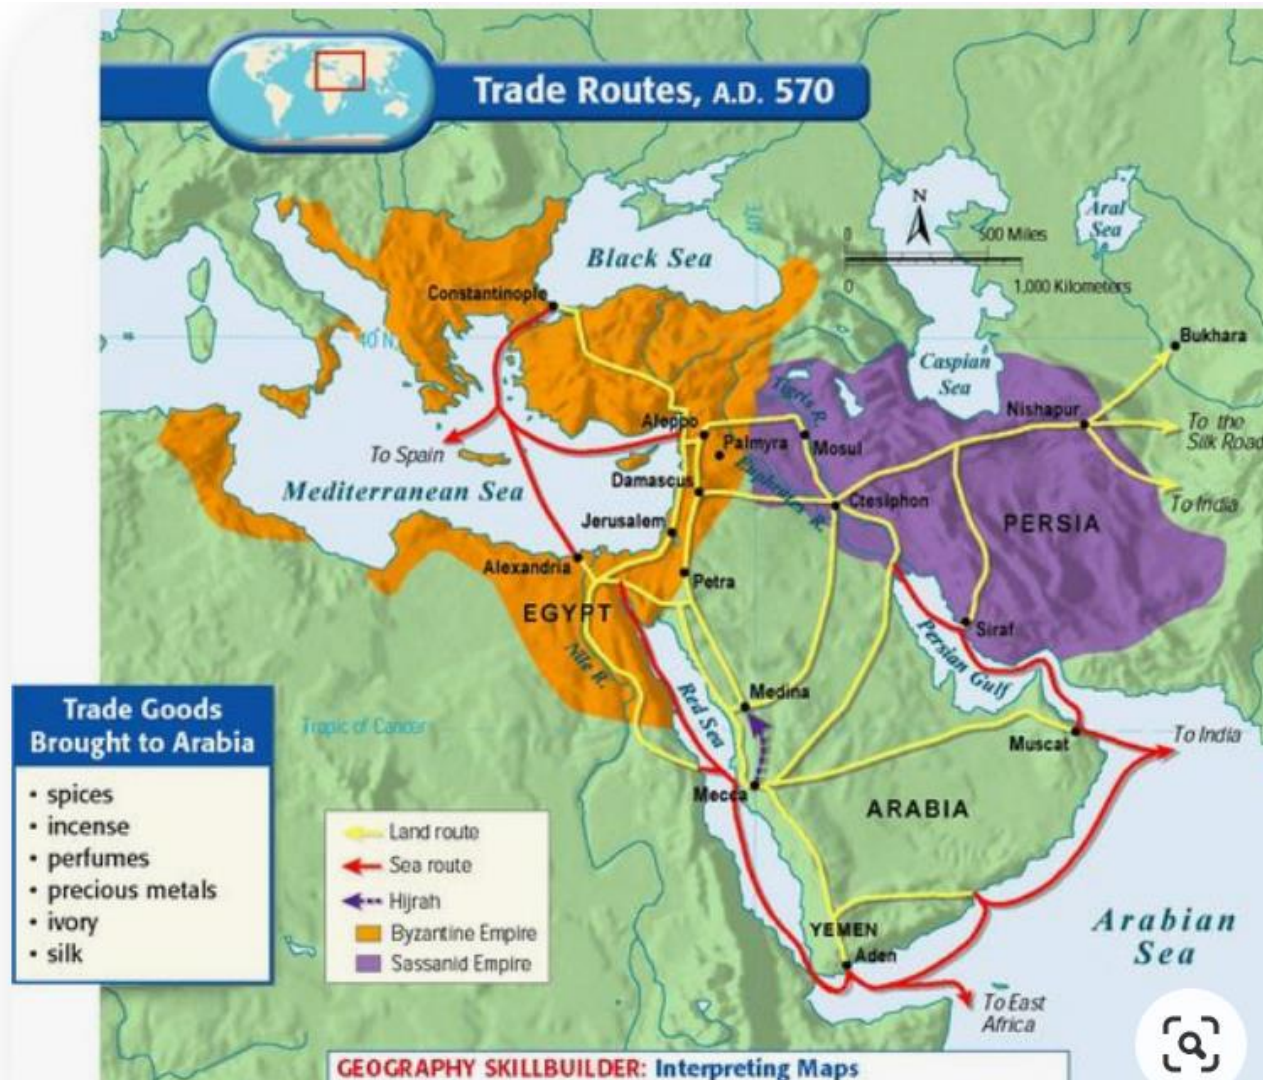 Trade Routes, A.D. 570
N
0 500 Miles
0 1,000 Kilometers
Aral
Sea
Black Sea
Constantinople
40°E
40°N
Caspian
Sea
Bukhara
Nishapur
To the
Silk Road
To India
Tigris R.
Aleppo
Palmyra
Mosul
To Spain
Damascus
Euphrates R.
Ctesiphon
Mediterranean Sea
PERSIA
Jerusalem
Alexandria
Petra
EGYPT
Siraf
Nile R.
Persian Gulf
Red Sea
Medina
Tropic of Cancer
Muscat
To India
Mecca
ARABIA
Trade Goods
Brought to Arabia
• spices
• incense
• perfumes
• precious metals
• ivory
• silk
Land route
Sea route
Hijrah
Byzantine Empire
Sassanid Empire
YEMEN
Aden
Arabian
Sea
To East
Africa
GEOGRAPHY SKILLBUILDER: Interpreting Maps